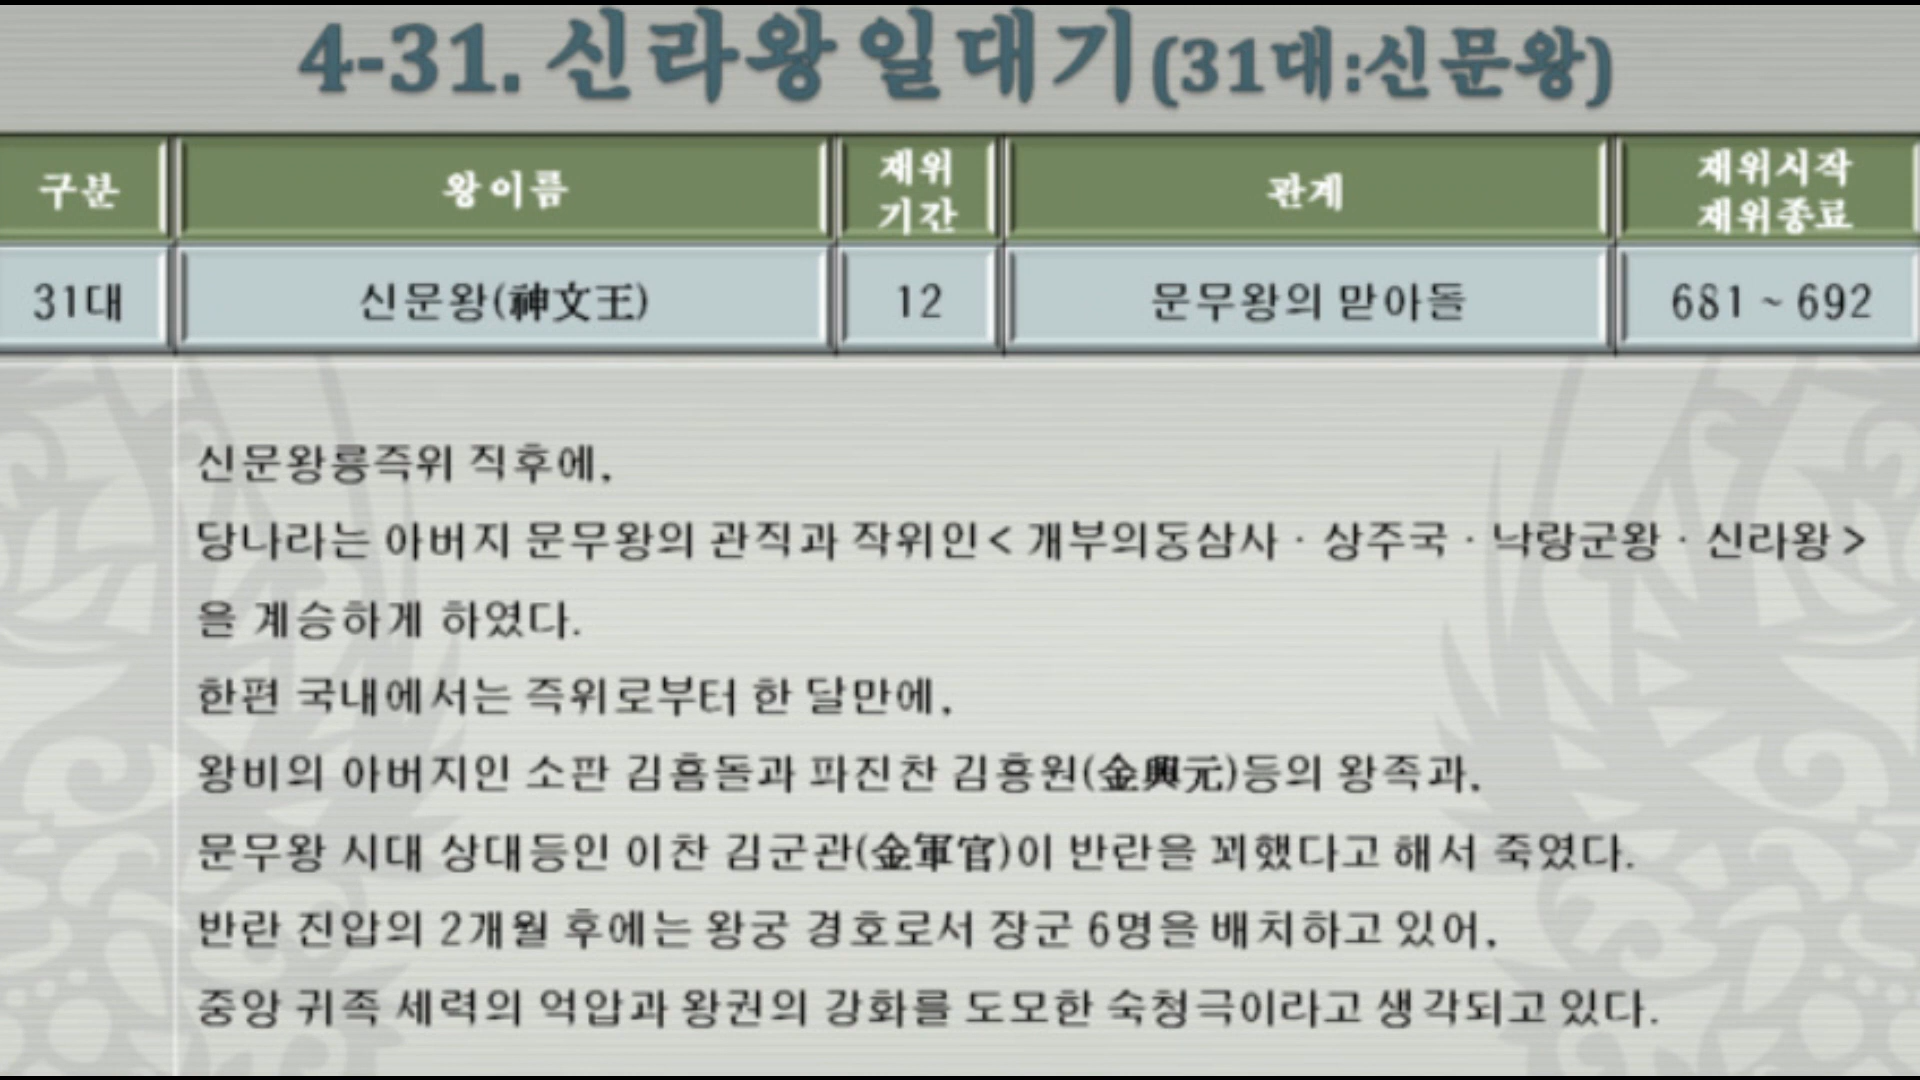 4-31. 신라왕 일대기(31대:신문왕)
구분 왕이름 재위 기간 관계 재위시작 재위종료
31대 신문왕(神文王) 12 문무왕의 맏아돌 681 ~ 692
신문왕릉즉위 직후에,
당나라는 아버지 문무왕의 관직과 작위인< 개부의동삼사 · 상주국 · 낙랑군왕 · 신라왕 >
을 계승하게 하였다.
한편 국내에서는 즉위로부터 한 달만에,
왕비의 아버지인 소판 김흠돌과 파진찬 김흥원(金興元)등의 왕족과,
문무왕 시대 상대등인 이찬 김군관(金軍官)이 반란을 꾀했다고 해서 죽였다.
반란 진압의 2개월 후에는 왕궁 경호로서 장군 6명을 배치하고 있어,
중앙 귀족 세력의 억압과 왕권의 강화를 도모한 숙청극이라고 생각되고 있다.